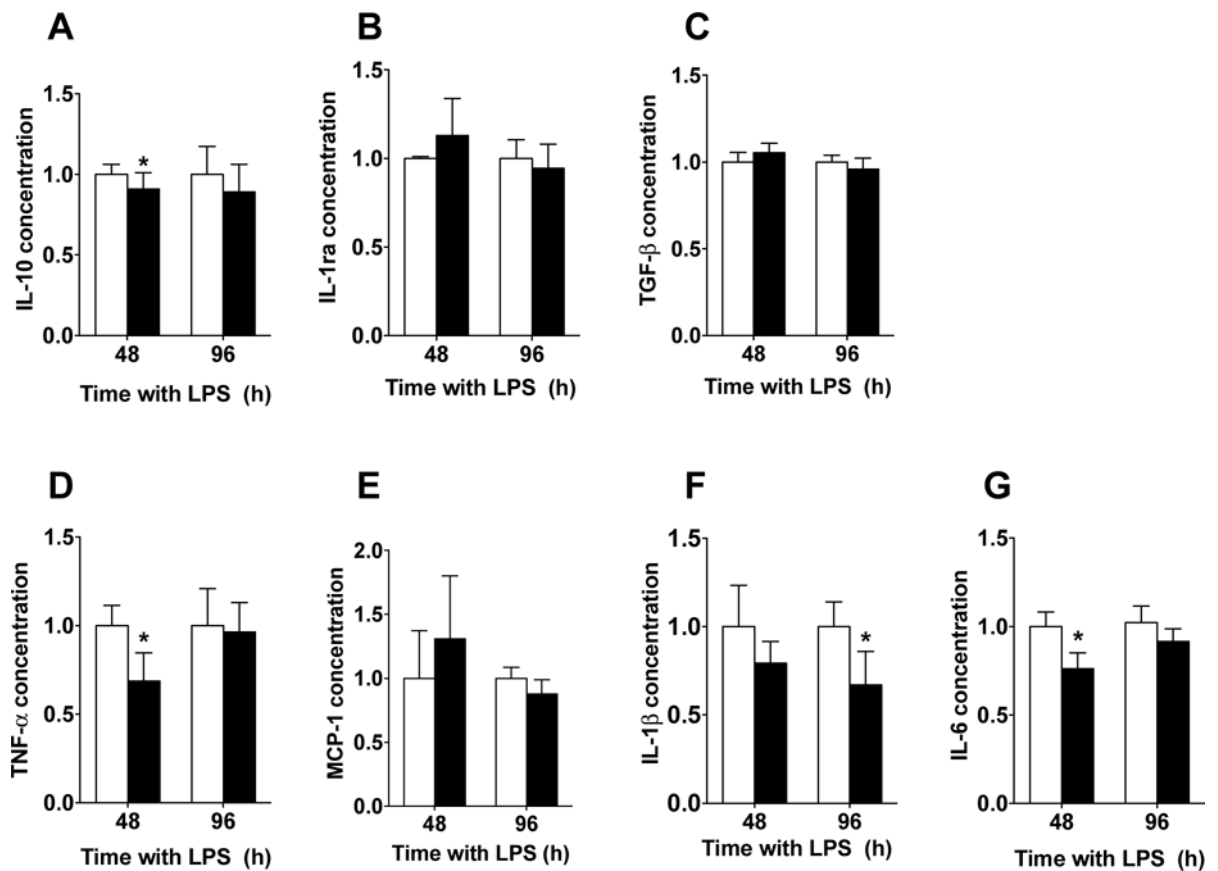 A
IL-10 concentration
1.5
1.0
0.5
0.0
*
48 96
Time with LPS (h)
B
IL-1ra concentration
1.5
1.0
0.5
0.0
48 96
Time with LPS (h)
C
TGF-β concentration
1.5
1.0
0.5
0.0
48 96
Time with LPS (h)
D
TNF-α concentration
1.5
1.0
0.5
0.0
*
48 96
Time with LPS (h)
E
MCP-1 concentration
2.0
1.5
1.0
0.5
0.0
48 96
Time with LPS (h)
F
IL-1β concentration
1.5
1.0
0.5
0.0
*
48 96
Time with LPS (h)
G
IL-6 concentration
1.5
1.0
0.5
0.0
*
48 96
Time with LPS (h)